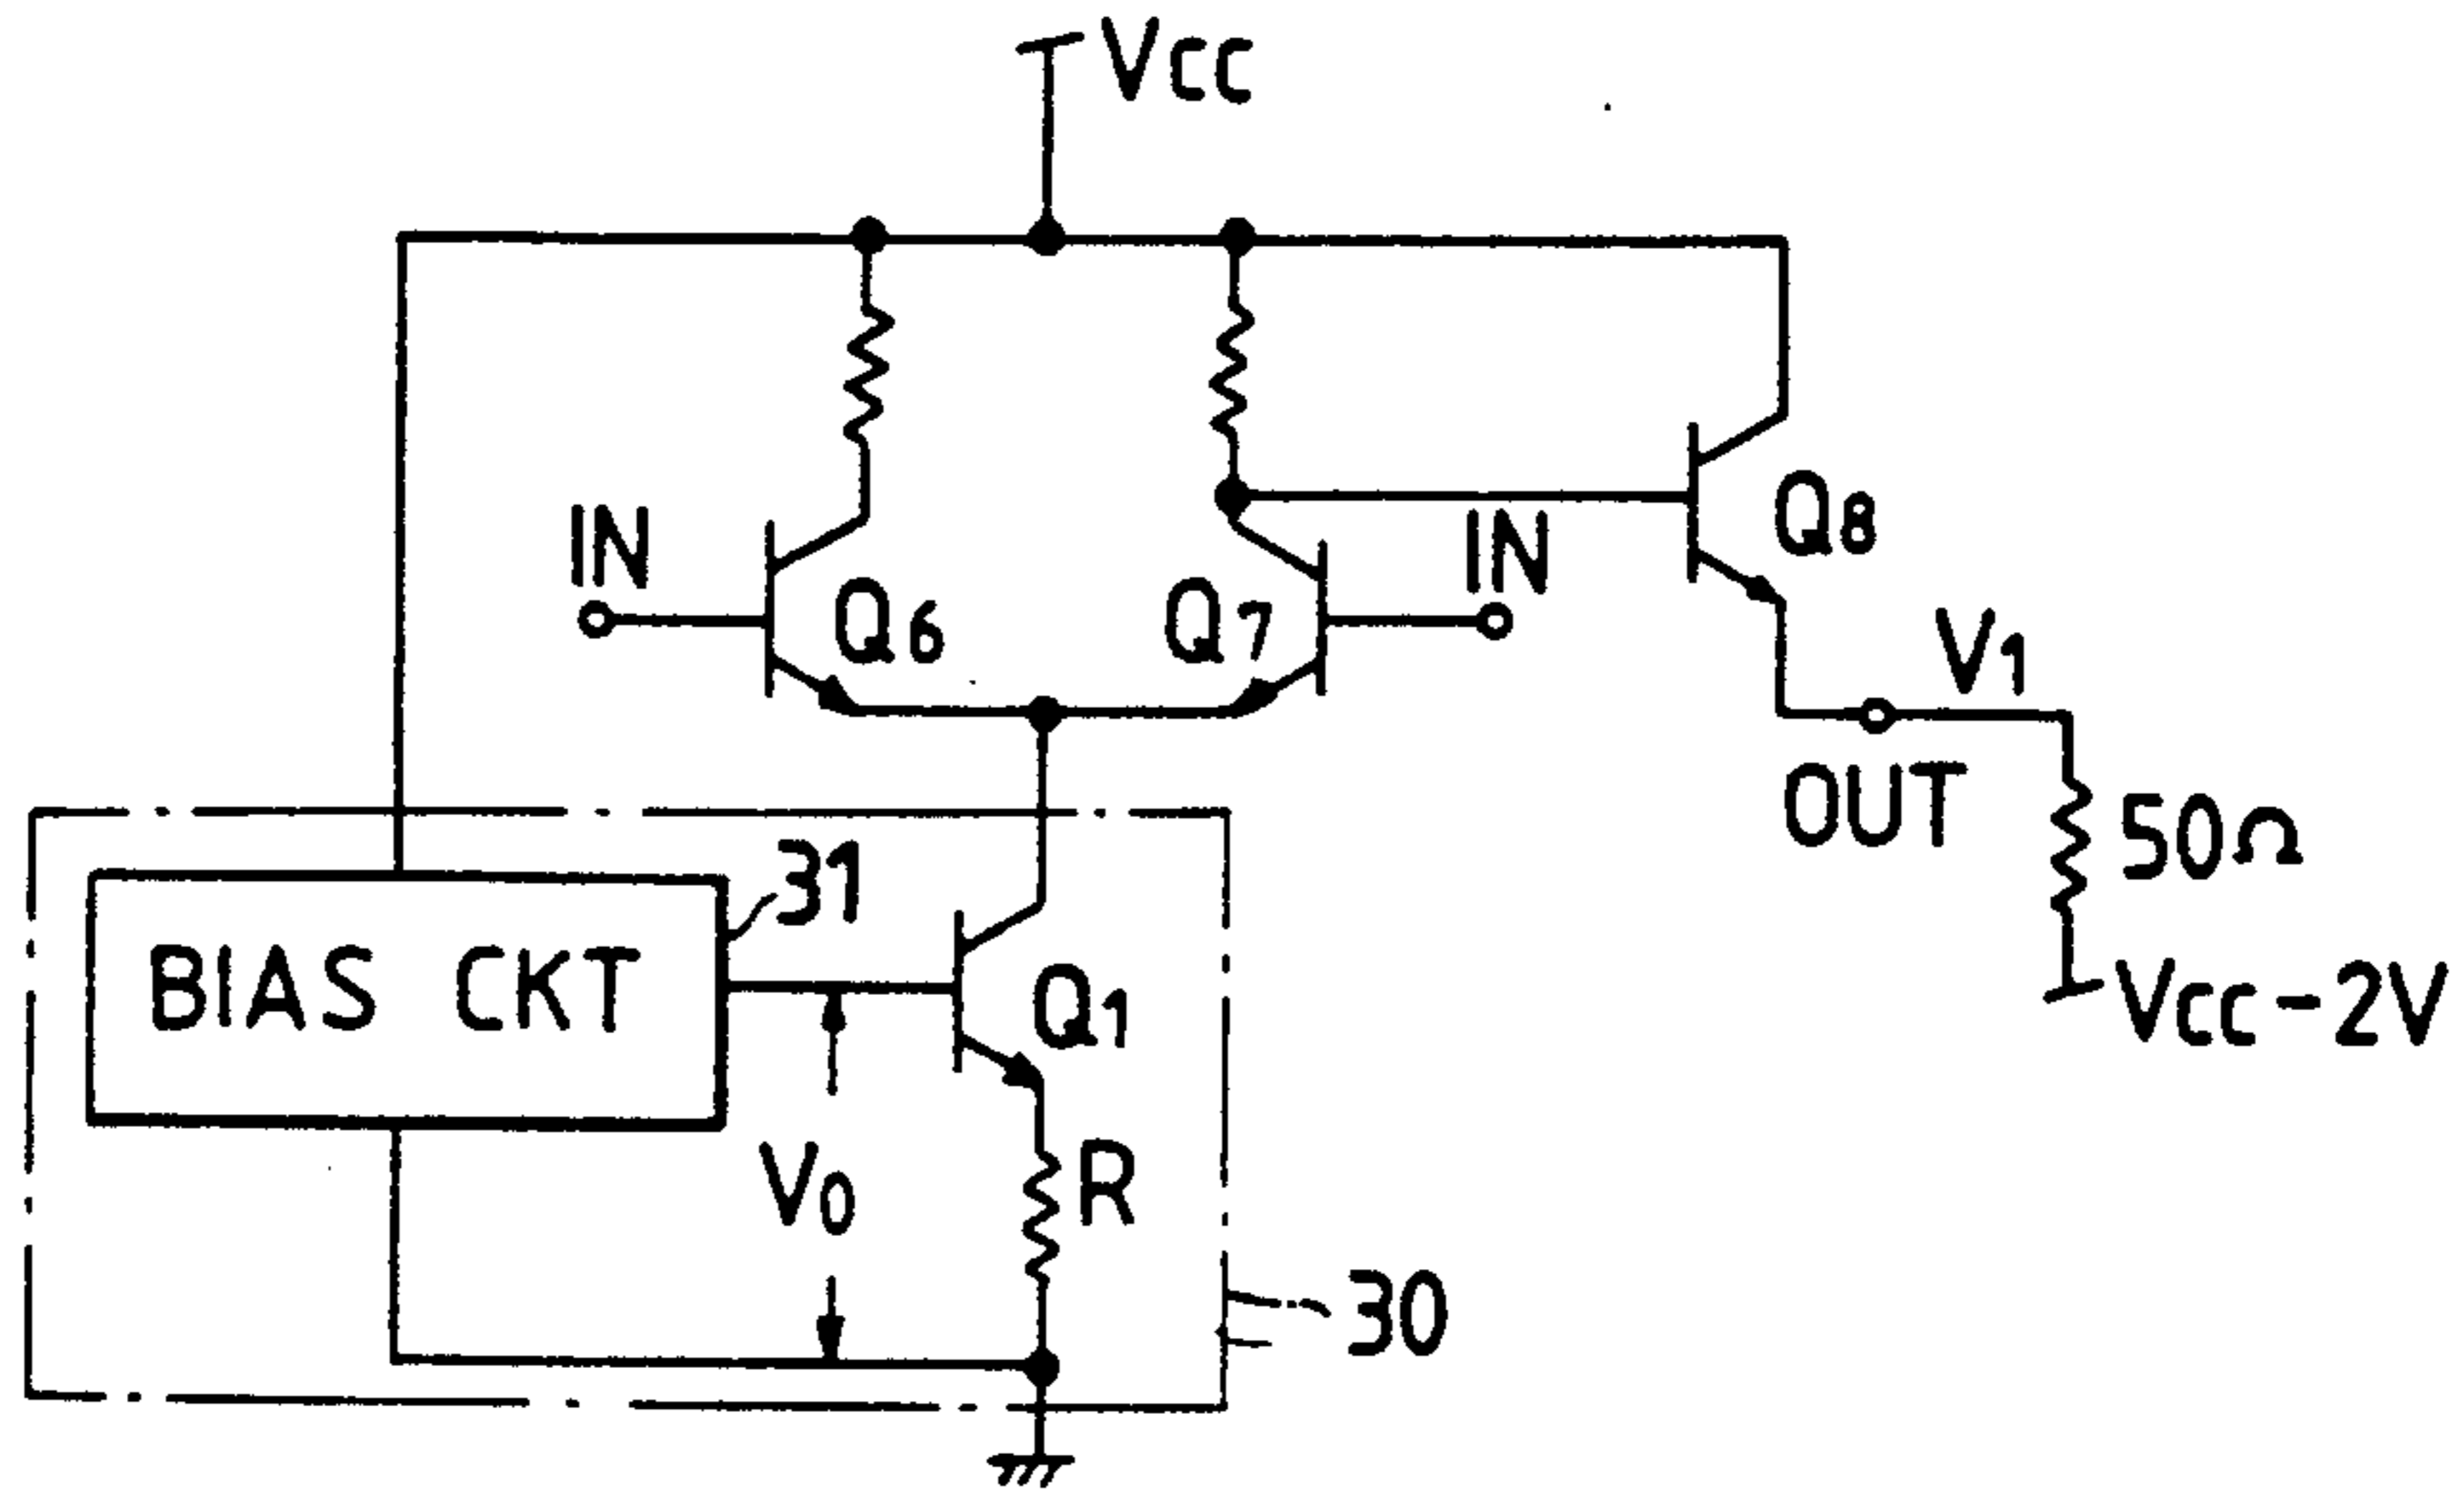 Vcc
IN
IN
Q8
Q6
Q7
V1
OUT
50Ω
31
BIAS CKT
Q1
Vcc-2V
V0
R
30